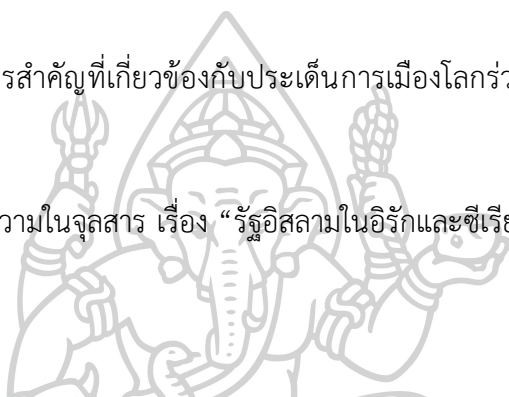 รสำคัญที่เกี่ยวข้องกับประเด็นการเมืองโลกร่ว
วามในจุลสาร เรื่อง “รัฐอิสลามในอิรักและซีเรีย